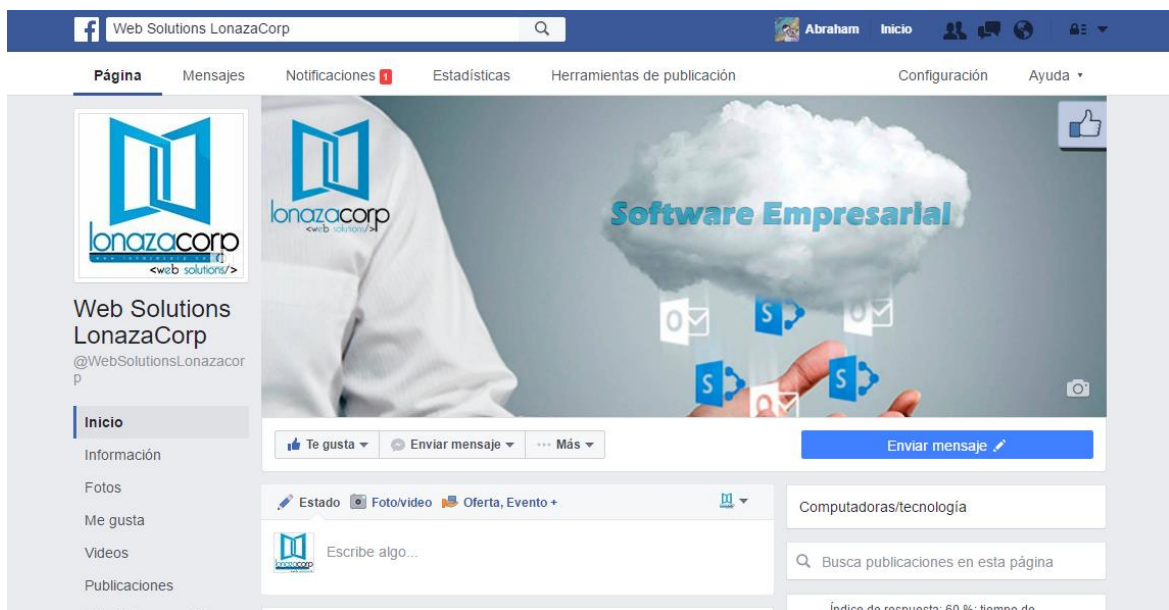 Web Solutions LonazaCorp
Abraham Inicio
Página Mensajes Notificaciones 1 Estadísticas Herramientas de publicación Configuración Ayuda
lonazacorp
<web solutions/>
Web Solutions
LonazaCorp
@WebSolutionsLonazacor
p
lonazacorp
<web solutions/>
Software Empresarial
Inicio
Información
Fotos
Me gusta
Videos
Publicaciones
Te gusta Enviar mensaje Más
Enviar mensaje
Estado Foto/video Oferta, Evento +
Escribe algo...
Computadoras/tecnología
Busca publicaciones en esta página
Índice de respuesta: 60 %; tiempo de